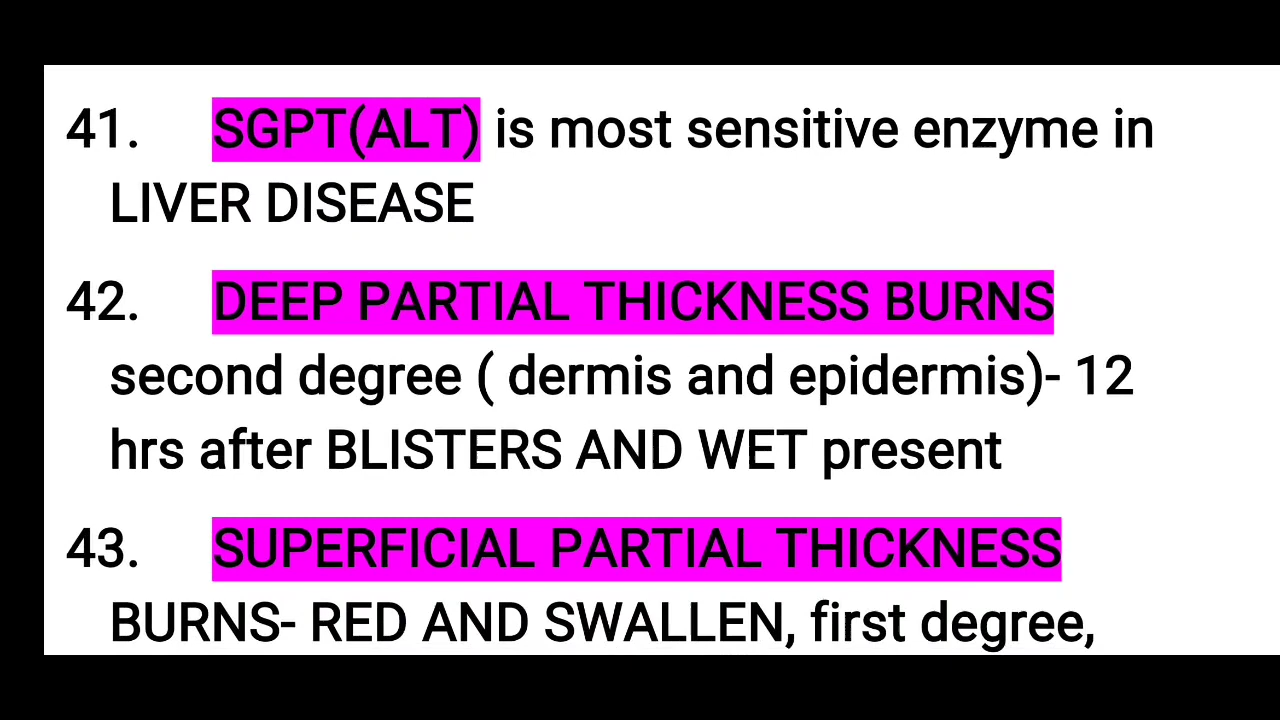 41. SGPT(ALT) is most sensitive enzyme in
LIVER DISEASE
42. DEEP PARTIAL THICKNESS BURNS
second degree ( dermis and epidermis)- 12
hrs after BLISTERS AND WET present
43. SUPERFICIAL PARTIAL THICKNESS
BURNS- RED AND SWALLEN, first degree,